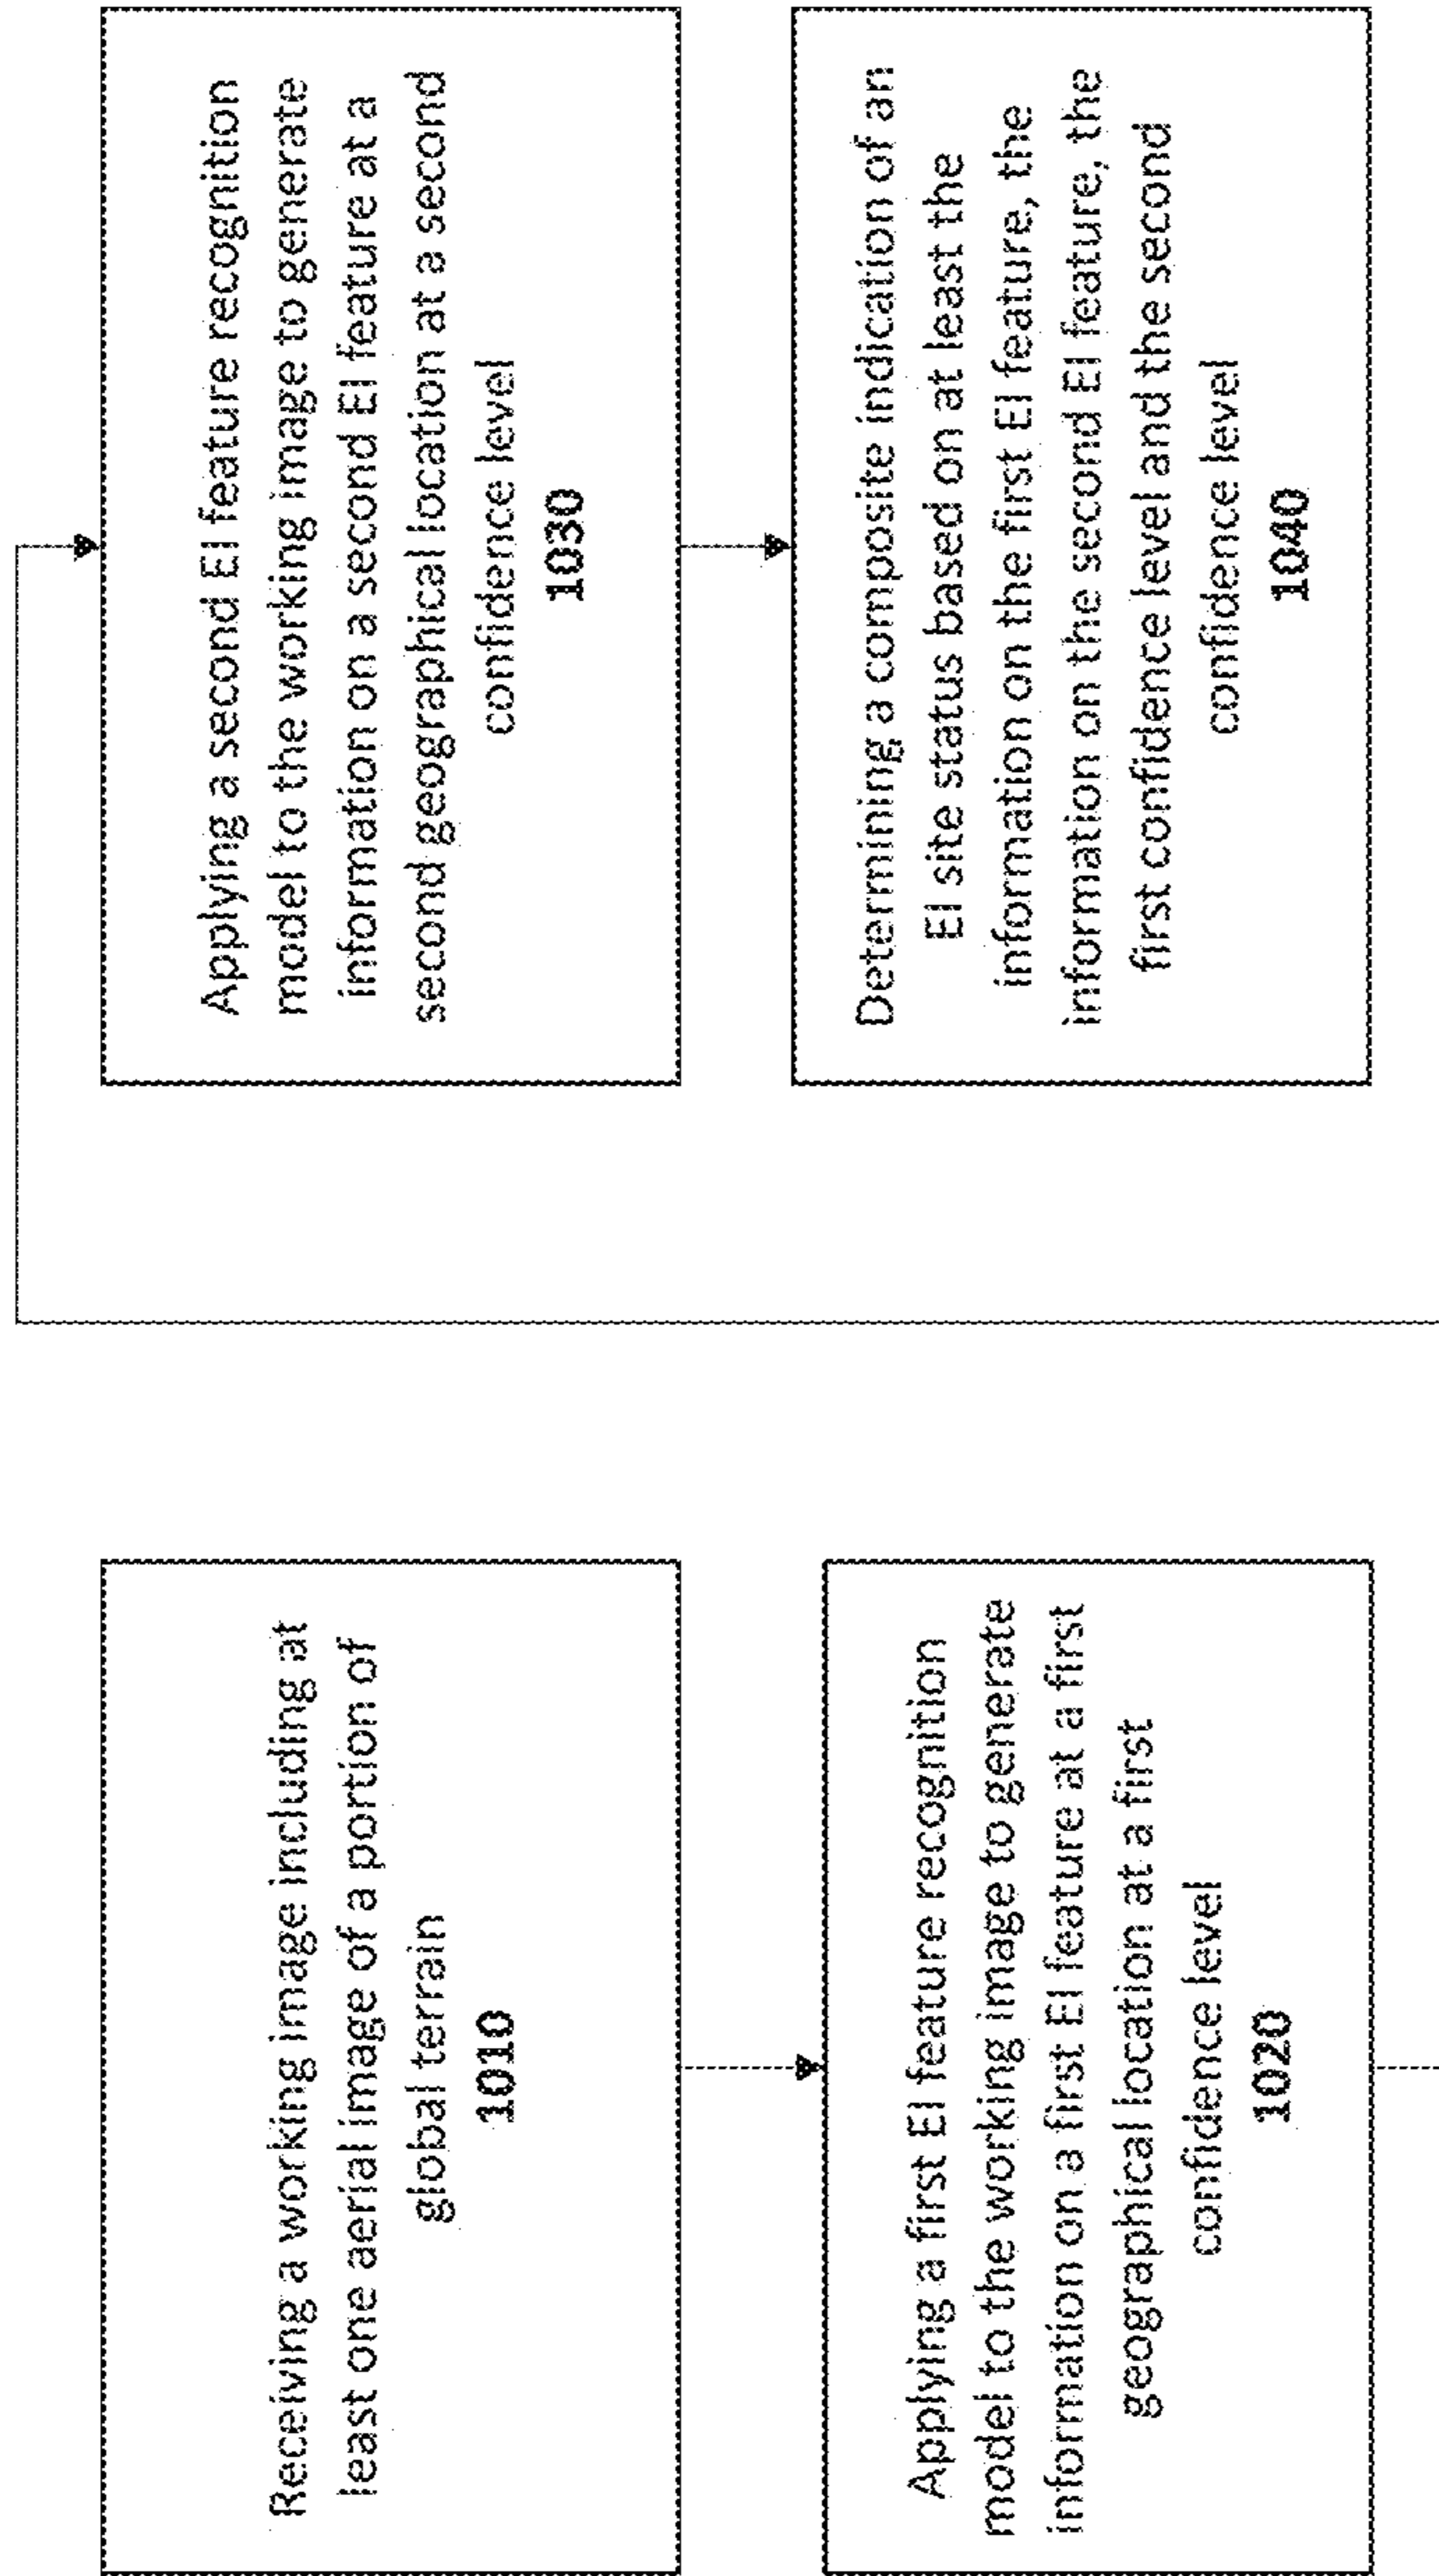 Receiving a working image including at
least one aerial image of a portion of
global terrain
1010
Applying a first EI feature recognition
model to the working image to generate
information on a first EI feature at a first
geographical location at a first
confidence level
1020
Applying a second EI feature recognition
model to the working image to generate
information on a second EI feature at a
second geographical location at a second
confidence level
1030
Determining a composite indication of an
EI site status based on at least the
information on the first EI feature, the
information on the second EI feature, the
first confidence level and the second
confidence level
1040